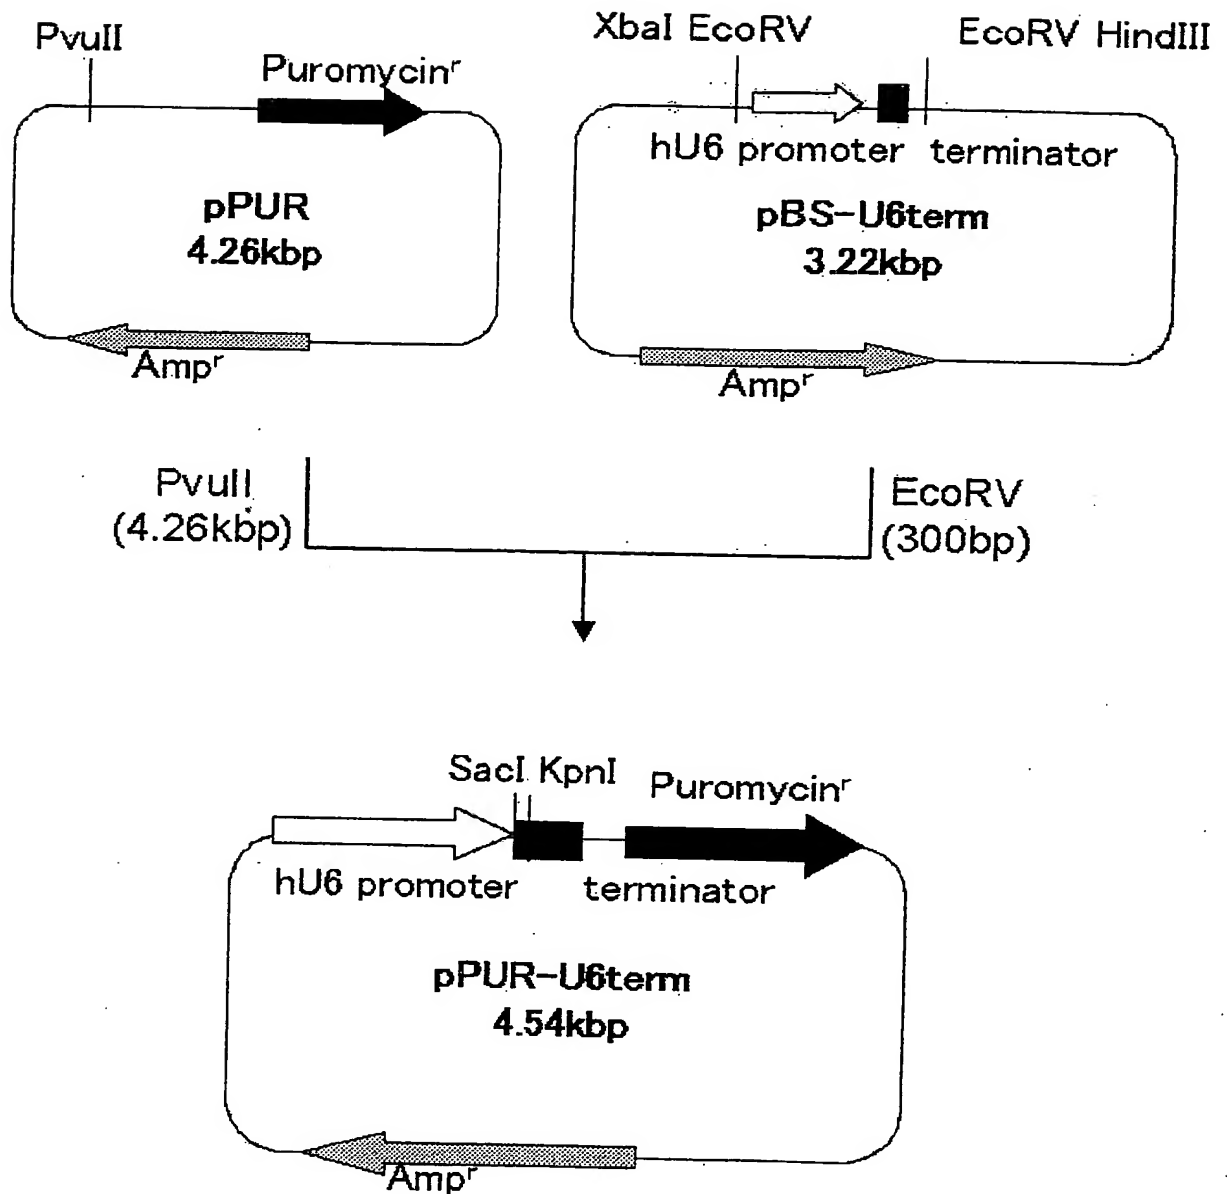 PvuII
Puromycinʳ
pPUR
4.26kbp
Ampʳ
XbaI EcoRV
EcoRV HindIII
hU6 promoter terminator
pBS-U6term
3.22kbp
Ampʳ
PvuII
(4.26kbp)
EcoRV
(300bp)
SacI KpnI
Puromycinʳ
hU6 promoter
terminator
pPUR-U6term
4.54kbp
Ampʳ